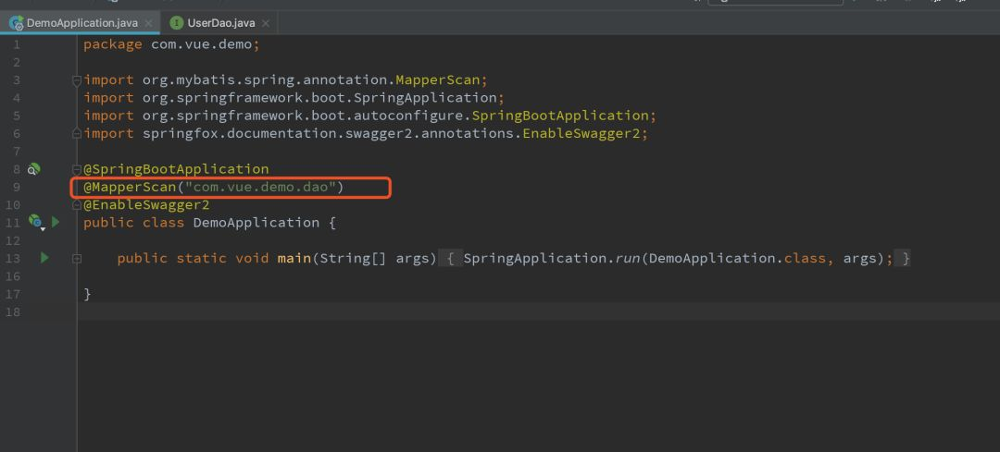 DemoApplication.java UserDao.java
1 package com.vue.demo;
2
3 import org.mybatis.spring.annotation.MapperScan;
4 import org.springframework.boot.SpringApplication;
5 import org.springframework.boot.autoconfigure.SpringBootApplication;
6 import springfox.documentation.swagger2.annotations.EnableSwagger2;
7
8 @SpringBootApplication
9 @MapperScan("com.vue.demo.dao")
10 @EnableSwagger2
11 public class DemoApplication {
12
13 public static void main(String[] args) { SpringApplication.run(DemoApplication.class, args); }
16
17 }
18